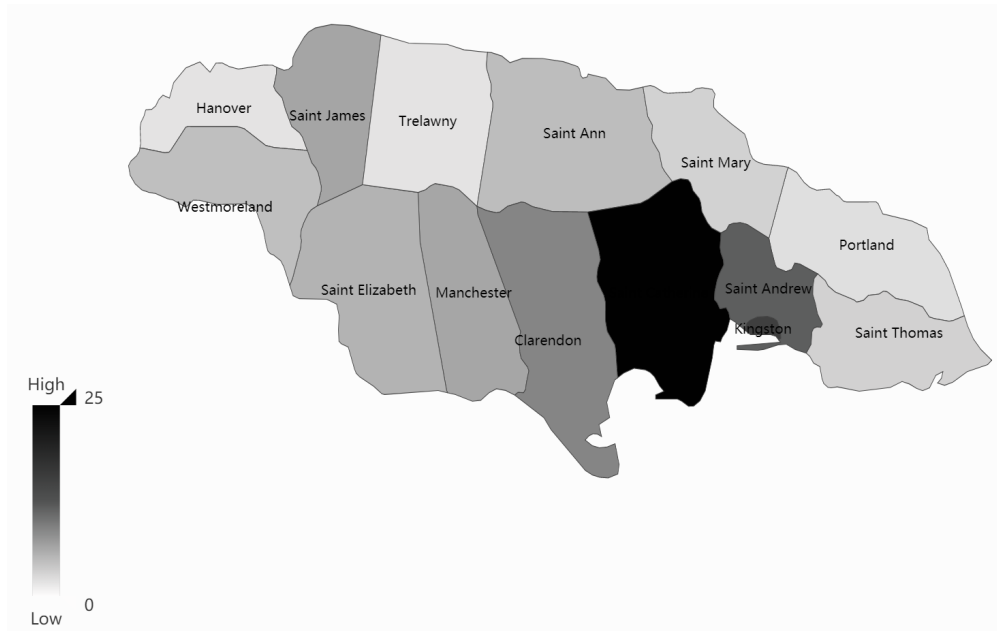 Hanover
Saint James
Trelawny
Saint Ann
Saint Mary
Westmoreland
Portland
Saint Elizabeth
Manchester
Saint Andrew
Kingston
Saint Thomas
Clarendon
High
25
0
Low